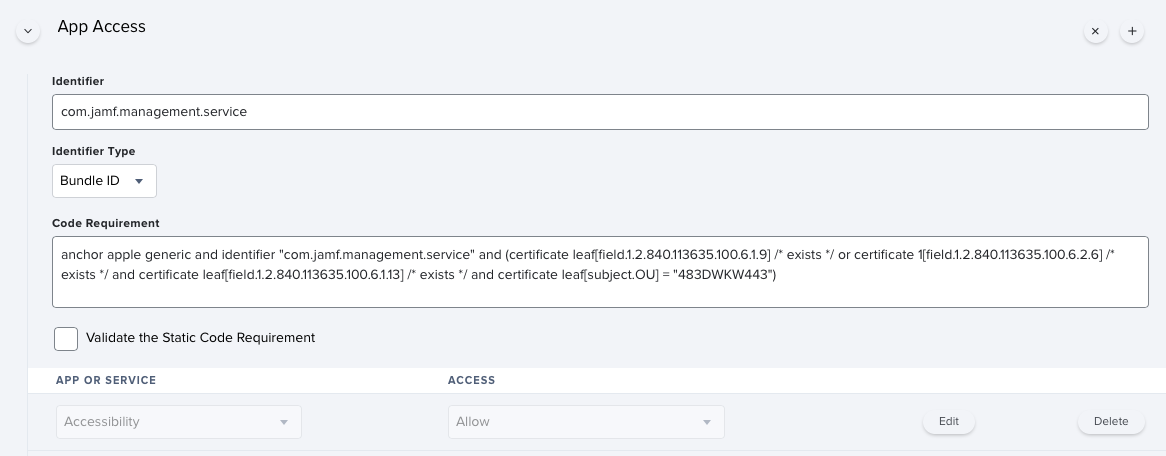 App Access
Identifier
com.jamf.management.service
Identifier Type
Bundle ID
Code Requirement
anchor apple generic and identifier "com.jamf.management.service" and (certificate leaf[field.1.2.840.113635.100.6.1.9] /* exists */ or certificate 1[field.1.2.840.113635.100.6.2.6] /*
exists */ and certificate leaf[field.1.2.840.113635.100.6.1.13] /* exists */ and certificate leaf[subject.OU] = "483DWKW443")
Validate the Static Code Requirement
APP OR SERVICE ACCESS
Accessibility Allow Edit Delete